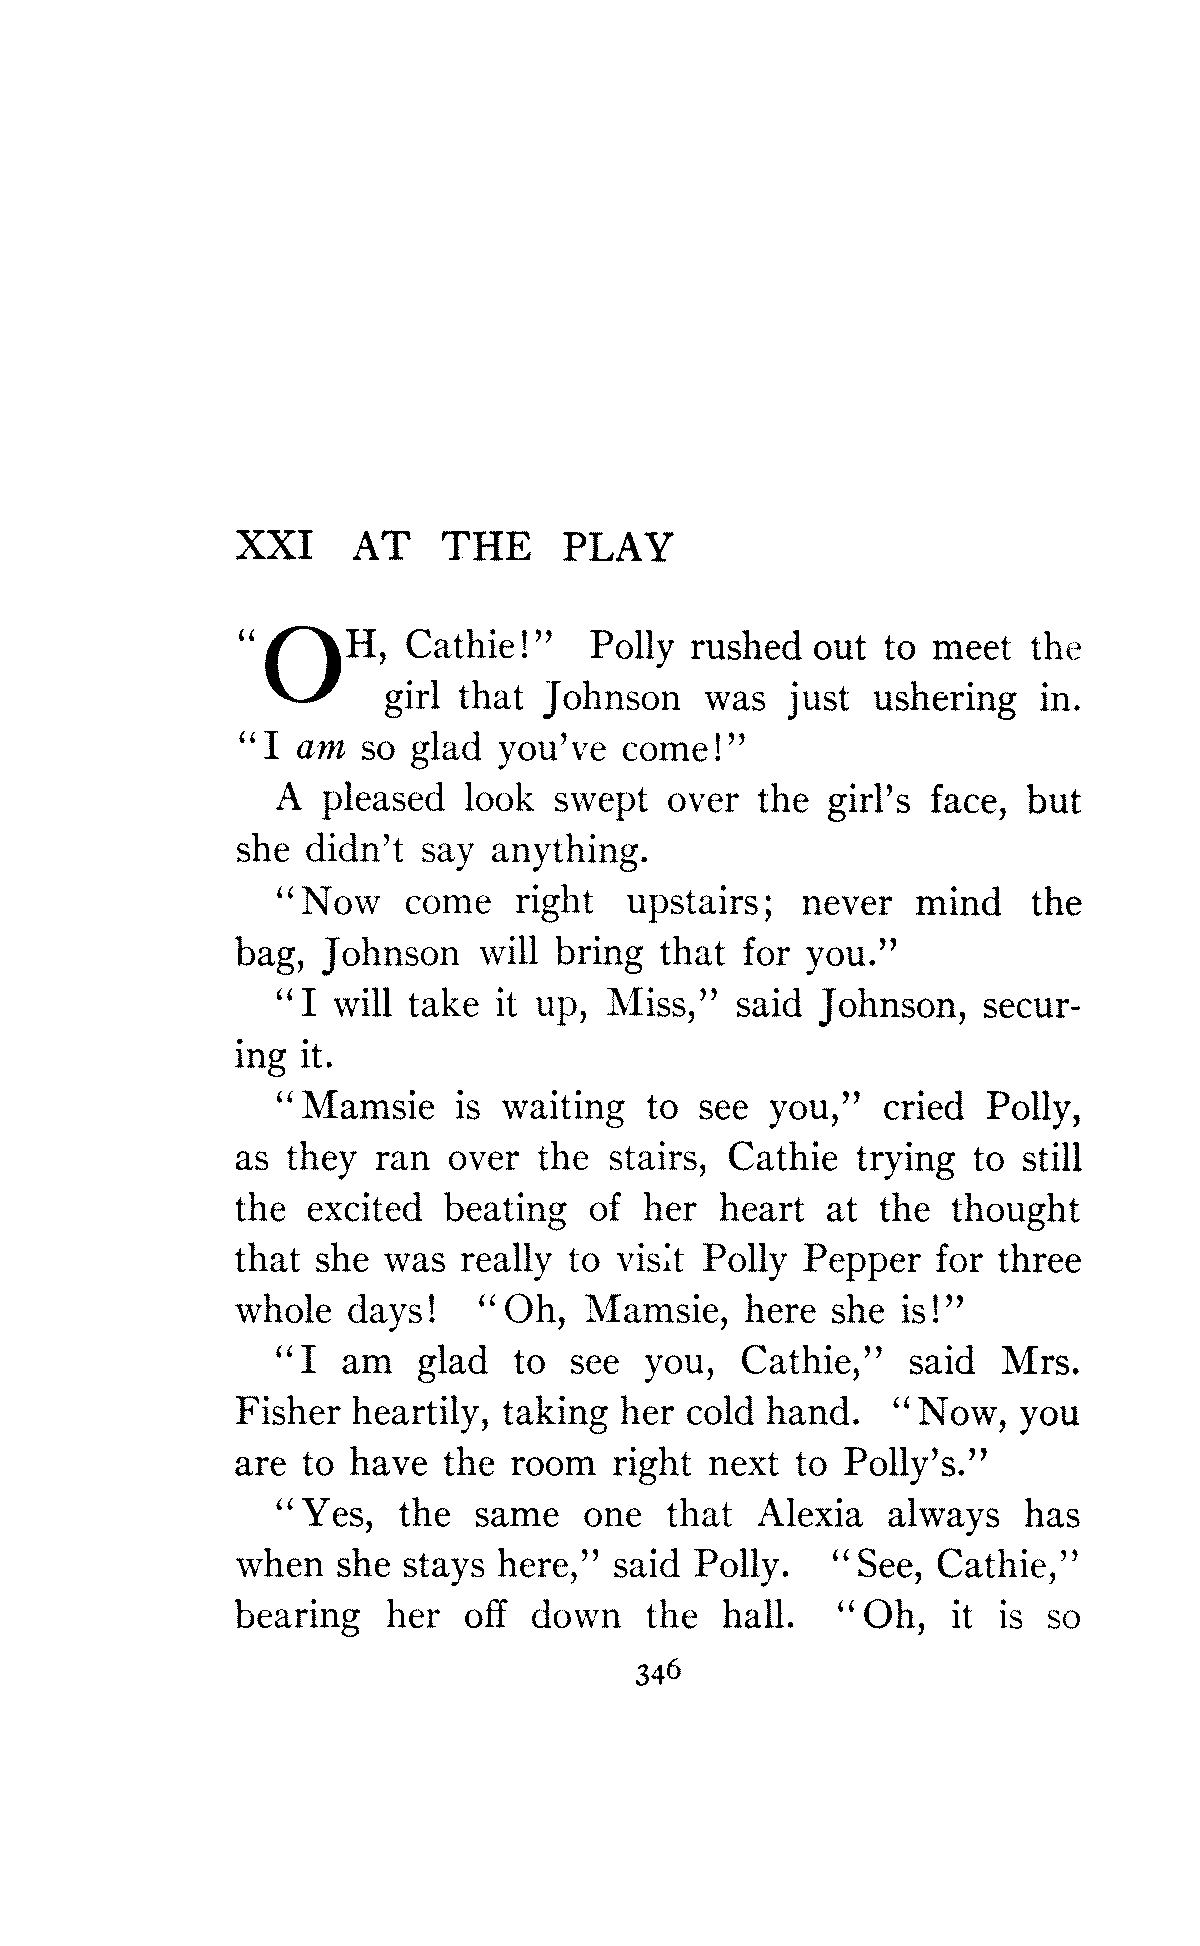 XXI AT THE PLAY
"OH, Cathie!" Polly rushed out to meet the
girl that Johnson was just ushering in.
"I am so glad you've come!"
A pleased look swept over the girl's face, but
she didn't say anything.
"Now come right upstairs; never mind the
bag, Johnson will bring that for you."
"I will take it up, Miss," said Johnson, secur-
ing it.
"Mamsie is waiting to see you," cried Polly,
as they ran over the stairs, Cathie trying to still
the excited beating of her heart at the thought
that she was really to visit Polly Pepper for three
whole days! "Oh, Mamsie, here she is!"
"I am glad to see you, Cathie," said Mrs.
Fisher heartily, taking her cold hand. "Now, you
are to have the room right next to Polly's."
"Yes, the same one that Alexia always has
when she stays here," said Polly. "See, Cathie,"
bearing her off down the hall. "Oh, it is so
346